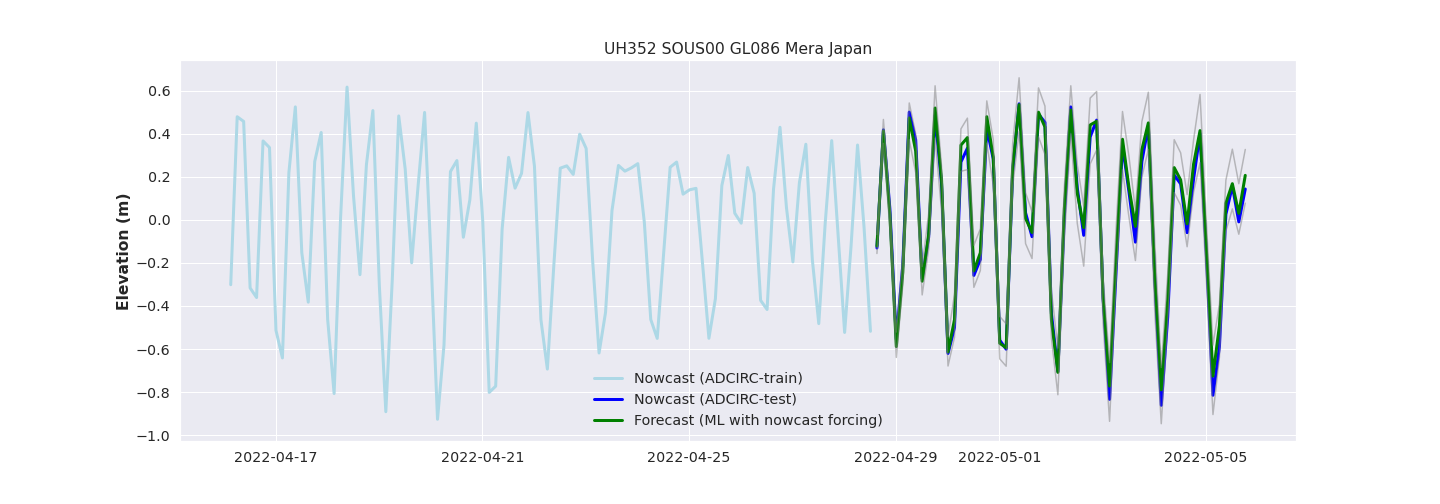 UH352 SOUS00 GL086 Mera Japan
Elevation (m)
0.6
0.4
0.2
0.0
−0.2
−0.4
−0.6
−0.8
−1.0
Nowcast (ADCIRC-train)
Nowcast (ADCIRC-test)
Forecast (ML with nowcast forcing)
2022-04-17 2022-04-21 2022-04-25 2022-04-29 2022-05-01 2022-05-05